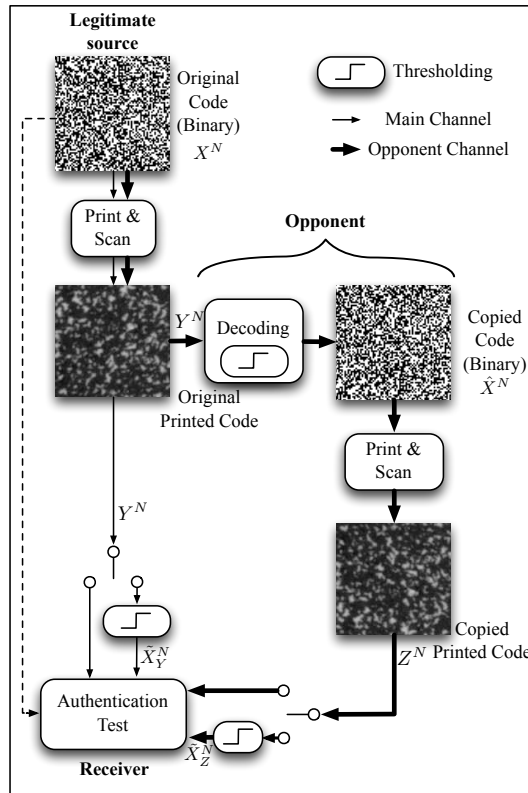 Legitimate
source
Original
Code
(Binary)
X^N
Thresholding
Main Channel
Opponent Channel
Print &
Scan
Opponent
Y^N
Decoding
Original
Printed Code
Copied
Code
(Binary)
X̂^N
Print &
Scan
Y^N
X̃_Y^N
Copied
Printed Code
Z^N
Authentication
Test
X̃_Z^N
Receiver